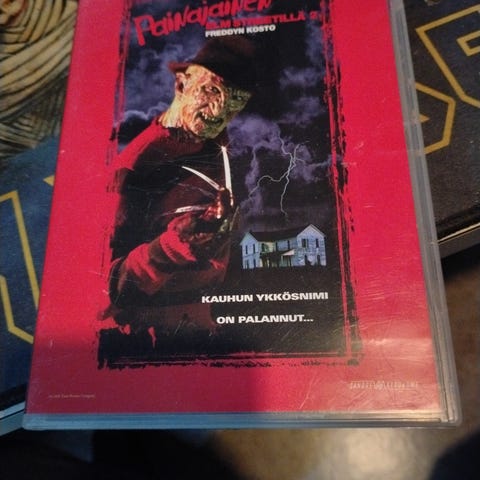 Painajainen
ELM STREETILLÄ 2
FREDDYN KOSTO
KAUHUN YKKÖSNIMI
ON PALANNUT...